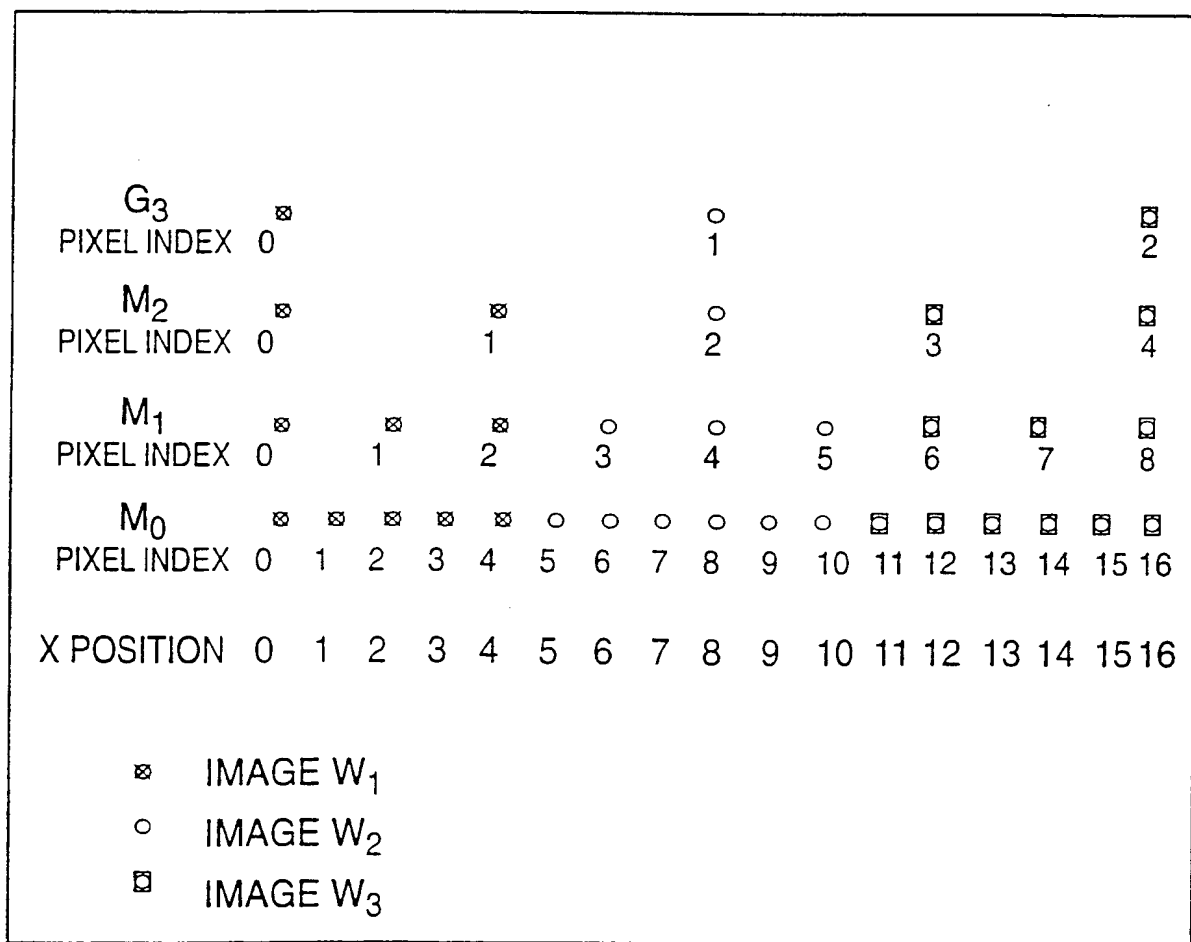 G3
PIXEL INDEX 0 1 2
M2
PIXEL INDEX 0 1 2 3 4
M1
PIXEL INDEX 0 1 2 3 4 5 6 7 8
M0
PIXEL INDEX 0 1 2 3 4 5 6 7 8 9 10 11 12 13 14 15 16
X POSITION 0 1 2 3 4 5 6 7 8 9 10 11 12 13 14 15 16
IMAGE W1
IMAGE W2
IMAGE W3